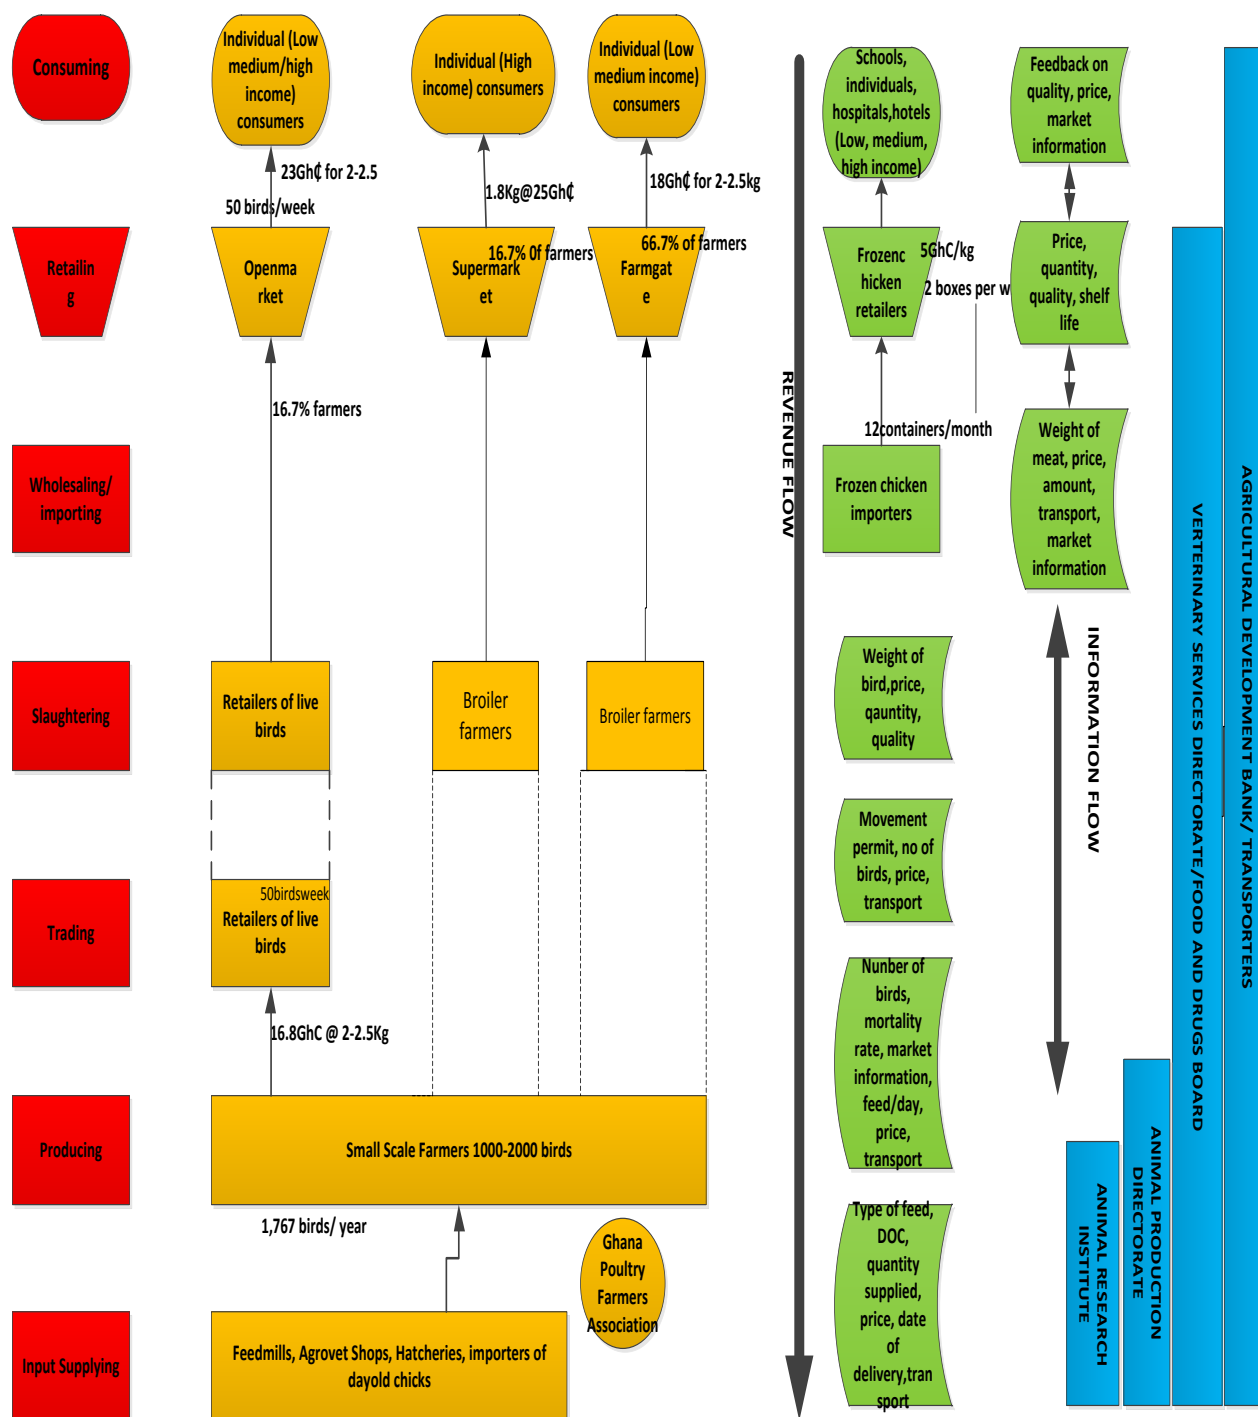 Consuming
Individual (Low
medium/high
income)
consumers
Individual (High
income) consumers
Individual (Low
medium income)
consumers
Schools,
individuals,
hospitals,hotels
(Low, medium,
high income)
Feedback on
quality, price,
market
information
23Gh₵ for 2-2.5
50 birds/week
1.8Kg@25Gh₵
18Gh₵ for 2-2.5kg
Retailin
g
Openma
rket
Supermark
et
16.7% Of farmers
Farmgat
e
66.7% of farmers
Frozenc
hicken
retailers
5GhC/kg
2 boxes per w
Price,
quantity,
quality, shelf
life
16.7% farmers
REVENUE FLOW
12containers/month
Wholesaling/
importing
Frozen chicken
importers
Weight of
meat, price,
amount,
transport,
market
information
Slaughtering
Retailers of live
birds
Broiler
farmers
Broiler farmers
Weight of
bird,price,
qauntity,
quality
INFORMATION FLOW
Movement
permit, no of
birds, price,
transport
Trading
50birdsweek
Retailers of live
birds
16.8GhC @ 2-2.5Kg
Nunber of
birds,
mortality
rate, market
information,
feed/day,
price,
transport
Producing
Small Scale Farmers 1000-2000 birds
1,767 birds/ year
Ghana
Poultry
Farmers
Association
Type of feed,
DOC,
quantity
supplied,
price, date of
delivery,tran
sport
Input Supplying
Feedmills, Agrovet Shops, Hatcheries, importers of
dayold chicks
ANIMAL RESEARCH
INSTITUTE
ANIMAL PRODUCTION
DIRECTORATE
VERTERINARY SERVICES DIRECTORATE/FOOD AND DRUGS BOARD
AGRICULTURAL DEVELOPMENT BANK/ TRANSPORTERS